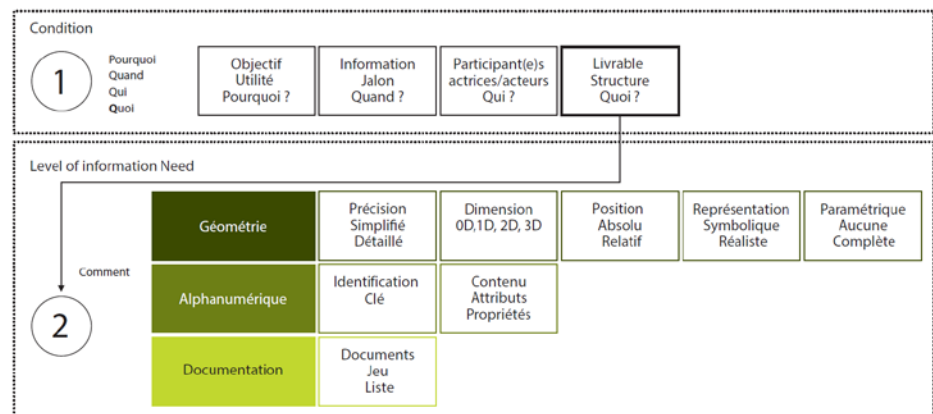 Condition
1
Pourquoi
Quand
Qui
Quoi
Objectif
Utilité
Pourquoi ?
Information
Jalon
Quand ?
Participant(e)s
actrices/acteurs
Qui ?
Livrable
Structure
Quoi ?
Level of information Need
Comment
2
Géométrie
Précision
Simplifié
Détaillé
Dimension
0D,1D, 2D, 3D
Position
Absolu
Relatif
Représentation
Symbolique
Réaliste
Paramétrique
Aucune
Complète
Alphanumérique
Identification
Clé
Contenu
Attributs
Propriétés
Documentation
Documents
Jeu
Liste